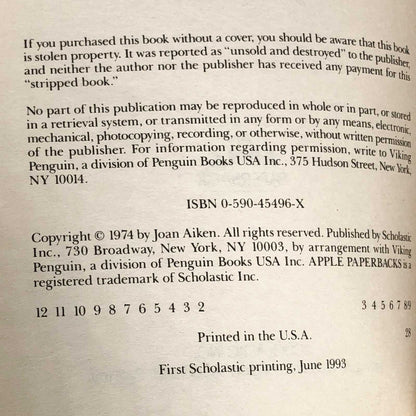 If you purchased this book without a cover, you should be aware that this book
is stolen property. It was reported as "unsold and destroyed" to the publisher,
and neither the author nor the publisher has received any payment for this
"stripped book."
No part of this publication may be reproduced in whole or in part, or stored
in a retrieval system, or transmitted in any form or by any means, electronic,
mechanical, photocopying, recording, or otherwise, without written permission
of the publisher. For information regarding permission, write to Viking
Penguin, a division of Penguin Books USA Inc., 375 Hudson Street, New York,
NY 10014.
ISBN 0-590-45496-X
Copyright © 1974 by Joan Aiken. All rights reserved. Published by Scholastic
Inc., 730 Broadway, New York, NY 10003, by arrangement with Viking
Penguin, a division of Penguin Books USA Inc. APPLE PAPERBACKS is a
registered trademark of Scholastic Inc.
12 11 10 9 8 7 6 5 4 3 2 3 4 5 6 7 8/9
Printed in the U.S.A. 28
First Scholastic printing, June 1993